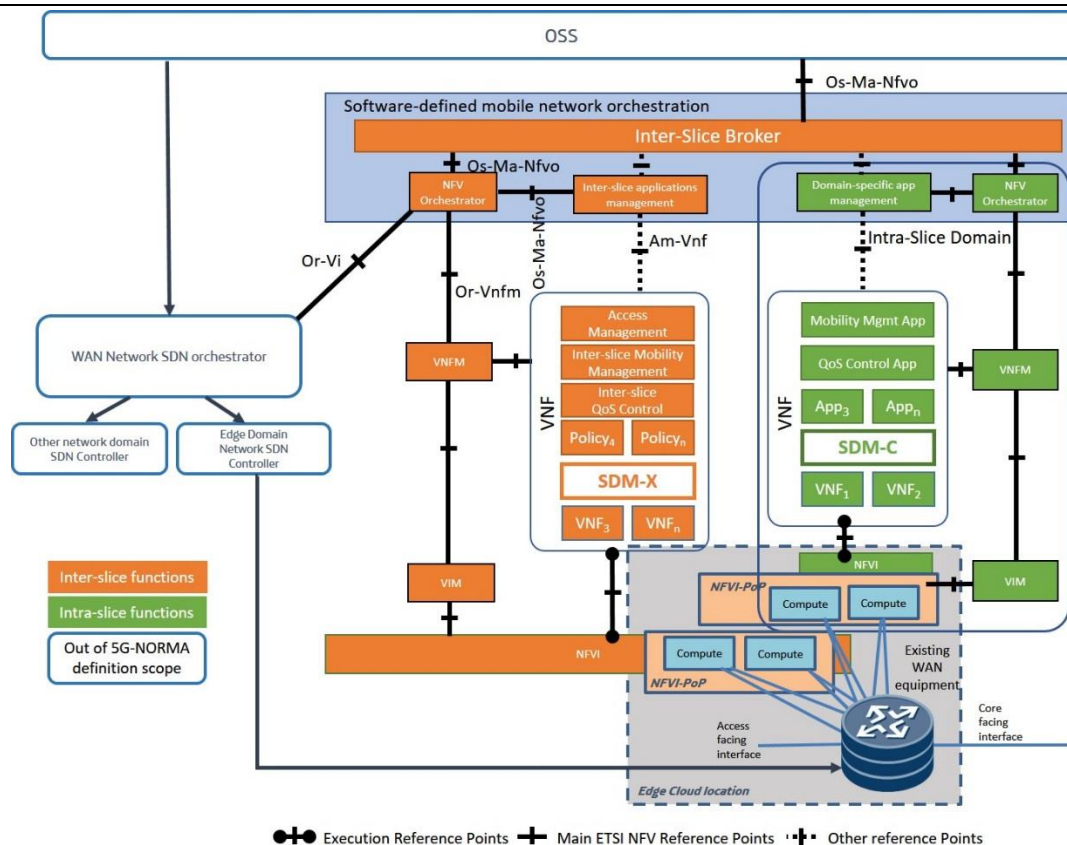 OSS
Os-Ma-Nfvo
Software-defined mobile network orchestration
Inter-Slice Broker
Os-Ma-Nfvo
NFV
Orchestrator
Inter-slice applications
management
Domain-specific app
management
NFV
Orchestrator
Os-Ma-Nfvo
Am-Vnf
Intra-Slice Domain
Or-Vi
Or-Vnfm
WAN Network SDN orchestrator
Other network domain
SDN Controller
Edge Domain
Network SDN
Controller
VNFM
VNF
Access
Management
Inter-slice Mobility
Management
Inter-slice
QoS Control
Policy4
Policyn
SDM-X
VNF3
VNFn
VNF
Mobility Mgmt App
QoS Control App
App3
Appn
SDM-C
VNF1
VNF2
VNFM
Inter-slice functions
Intra-slice functions
Out of 5G-NORMA
definition scope
VIM
NFVI
NFVI
NFVI-PoP
Compute
Compute
VIM
Compute
Compute
NFVI-PoP
Existing
WAN
equipment
Access
facing
interface
Core
facing
interface
Edge Cloud location
Execution Reference Points
Main ETSI NFV Reference Points
Other reference Points